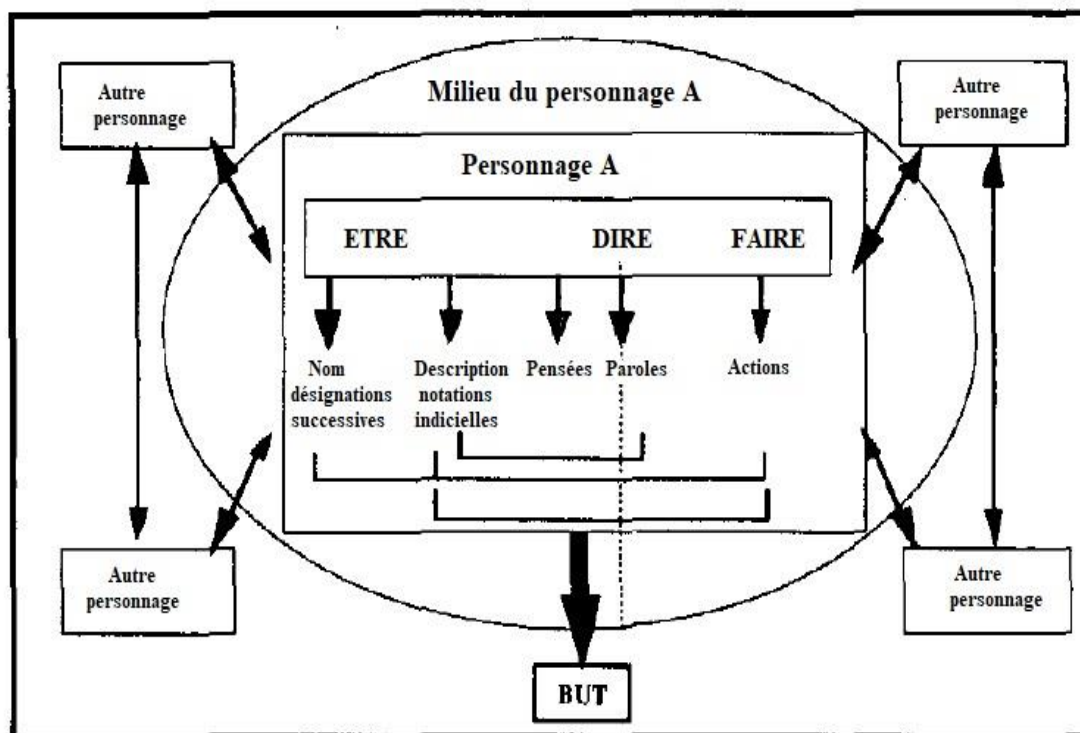 Milieu du personnage A
Autre
personnage
Autre
personnage
Personnage A
ETRE DIRE FAIRE
Nom
désignations
successives
Description
notations
indicielles
Pensées
Paroles
Actions
Autre
personnage
Autre
personnage
BUT